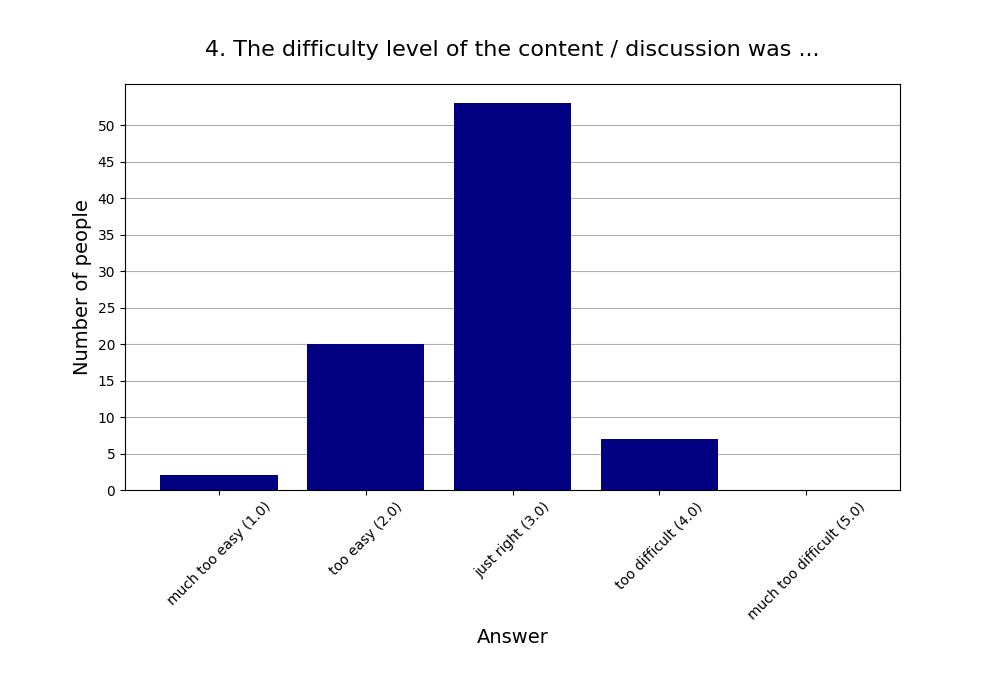 4. The difficulty level of the content / discussion was ...
Number of people
50
45
40
35
30
25
20
15
10
5
0
much too easy (1.0)
too easy (2.0)
just right (3.0)
too difficult (4.0)
much too difficult (5.0)
Answer